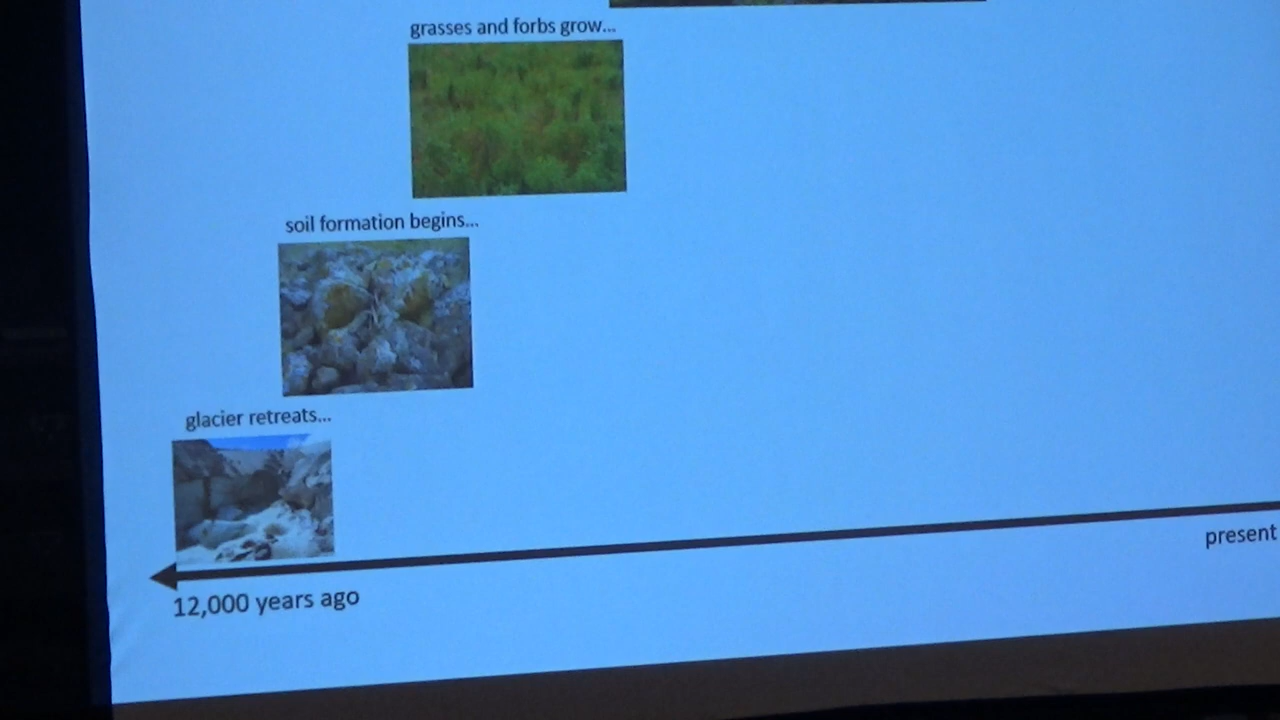 grasses and forbs grow...
soil formation begins...
glacier retreats...
present
12,000 years ago